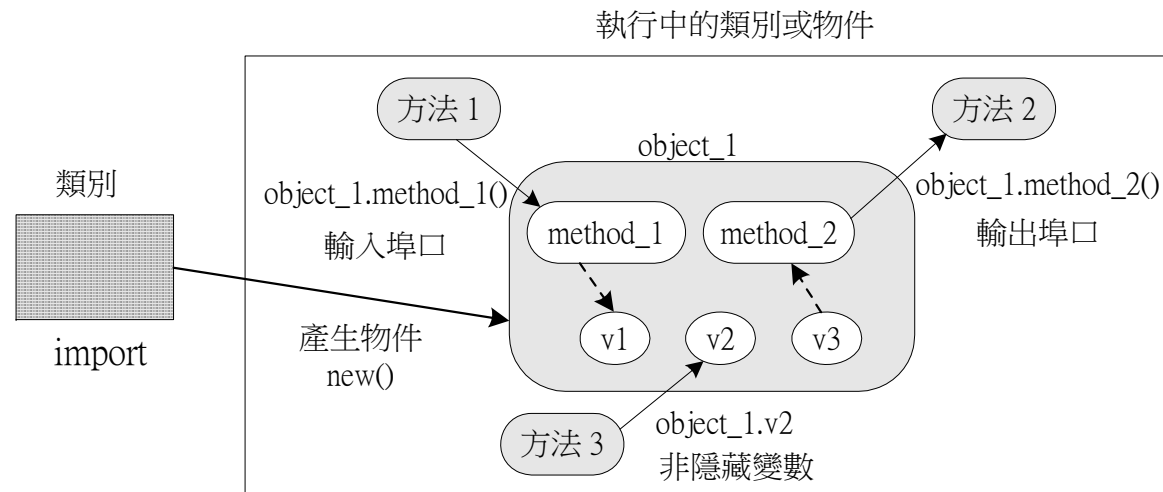 執行中的類別或物件
方法 1
方法 2
object_1
類別
object_1.method_1()
輸入埠口
method_1
method_2
object_1.method_2()
輸出埠口
import
產生物件
new()
v1
v2
v3
方法 3
object_1.v2
非隱藏變數